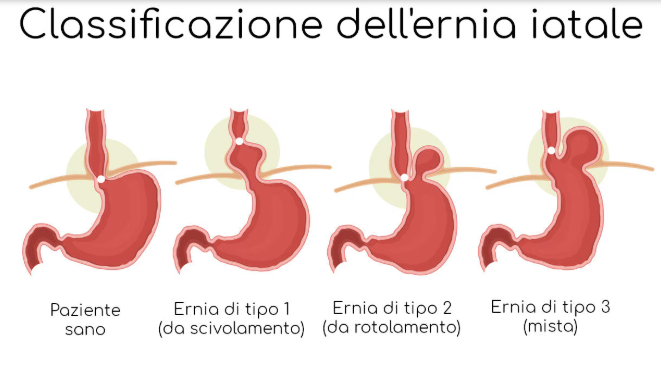 Classificazione dell'ernia iatale
Paziente
sano
Ernia di tipo 1
(da scivolamento)
Ernia di tipo 2
(da rotolamento)
Ernia di tipo 3
(mista)